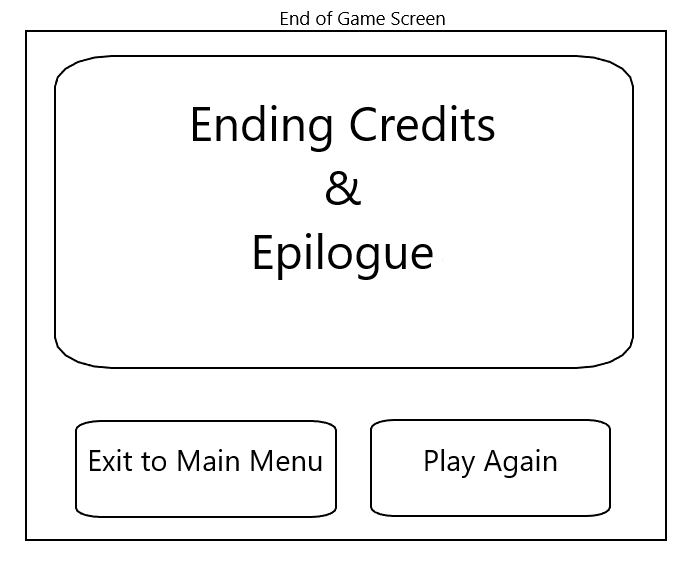 End of Game Screen
Ending Credits
&
Epilogue
Exit to Main Menu
Play Again